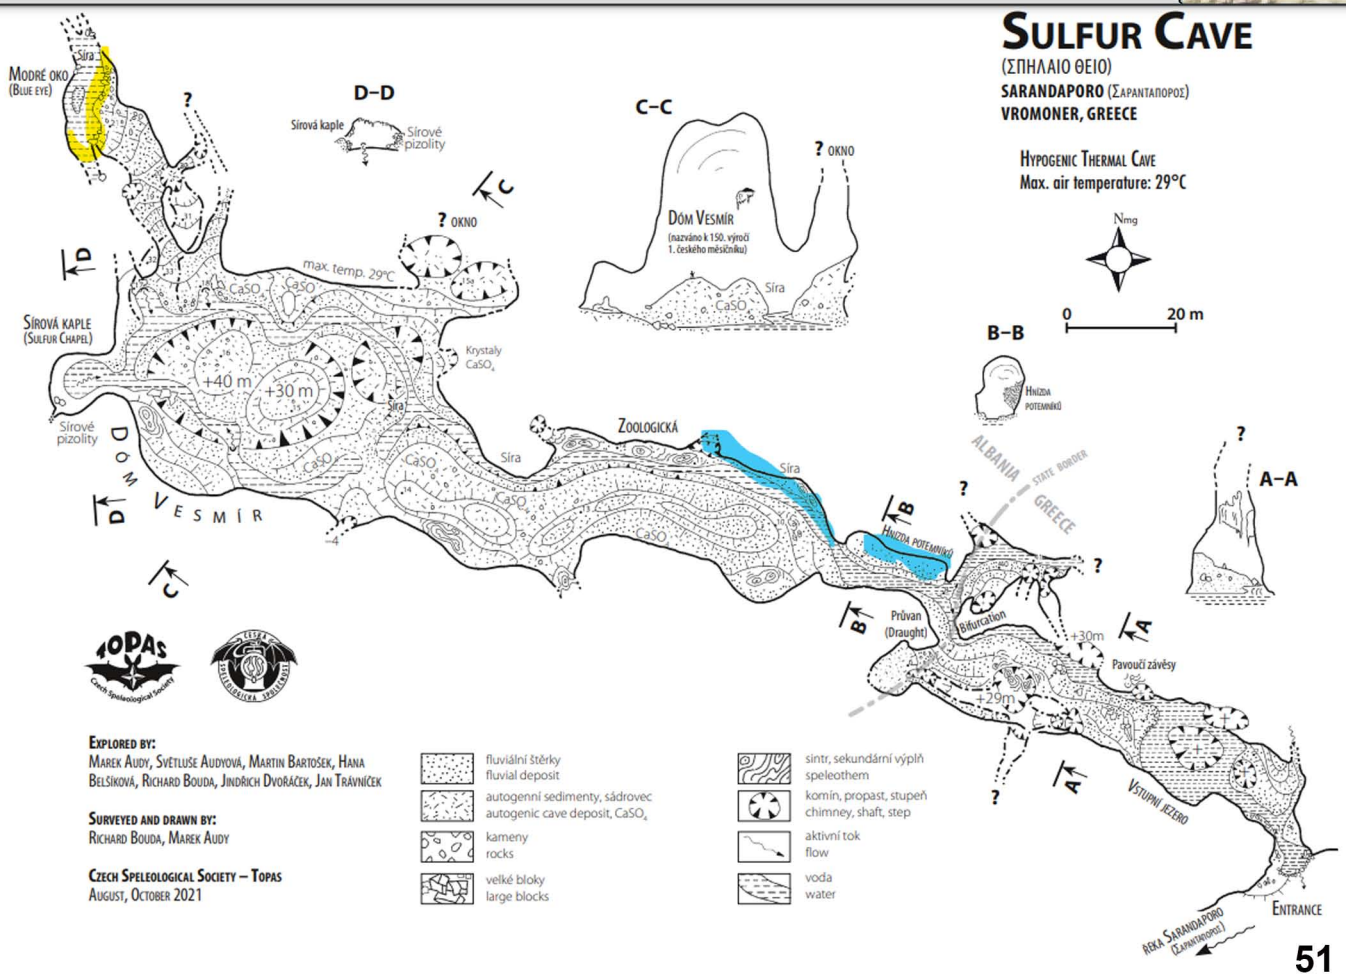 SULFUR CAVE
(ΣΠΗΛΑΙΟ ΘΕΙΟ)
SARANDAPORO (ΣΑΡΑΝΤΑΠΟΡΟΣ)
VROMONER, GREECE
HYPOGENIC THERMAL CAVE
Max. air temperature: 29°C
Nmg
0 20 m
Síra
MODRÉ OKO
(BLUE EYE)
?
D–D
Sírová kaple
Sírové
pizolity
C–C
? OKNO
DÓM VESMÍR
(nazváno k 150. výročí
1. českého měsičníku)
Síra
CaSO
C
? OKNO
D
max. temp. 29°C
CaSO
CaSO
SÍROVÁ KAPLE
(SULFUR CHAPEL)
Krystaly
CaSO4
+40 m
+30 m
Síra
Sírové
pizolity
DÓM VESMÍR
CaSO
CaSO
Síra
CaSO
CaSO
ZOOLOGICKÁ
Síra
Síra
-4
D
C
B–B
HNÍZDA
POTEMNÍKŮ
ALBANIA
STATE BORDER
GREECE
?
A–A
B
?
HNÍZDA POTEMNÍKŮ
?
B
Průvan
(Draught)
Bifurcation
+30m
A
Pavoučí závěsy
+29m
?
A
VSTUPNÍ JEZERO
ENTRANCE
ŘEKA SARANDAPORO
(ΣΑΡΑΝΤΑΠΟΡΟΣ)
TOPAS
Czech Speleological Society
ČESKÁ
SPELEOLOGICKÁ SPOLEČNOST
EXPLORED BY:
MAREK AUDY, SVĚTLUŠE AUDYOVÁ, MARTIN BARTOŠEK, HANA
BELŠÍKOVÁ, RICHARD BOUDA, JINDŘICH DVOŘÁČEK, JAN TRÁVNÍČEK
SURVEYED AND DRAWN BY:
RICHARD BOUDA, MAREK AUDY
CZECH SPELEOLOGICAL SOCIETY – TOPAS
AUGUST, OCTOBER 2021
fluviální štěrky
fluvial deposit
autogenní sedimenty, sádrovec
autogenic cave deposit, CaSO4
kameny
rocks
velké bloky
large blocks
sintr, sekundární výplň
speleothem
komín, propast, stupeň
chimney, shaft, step
aktivní tok
flow
voda
water
51